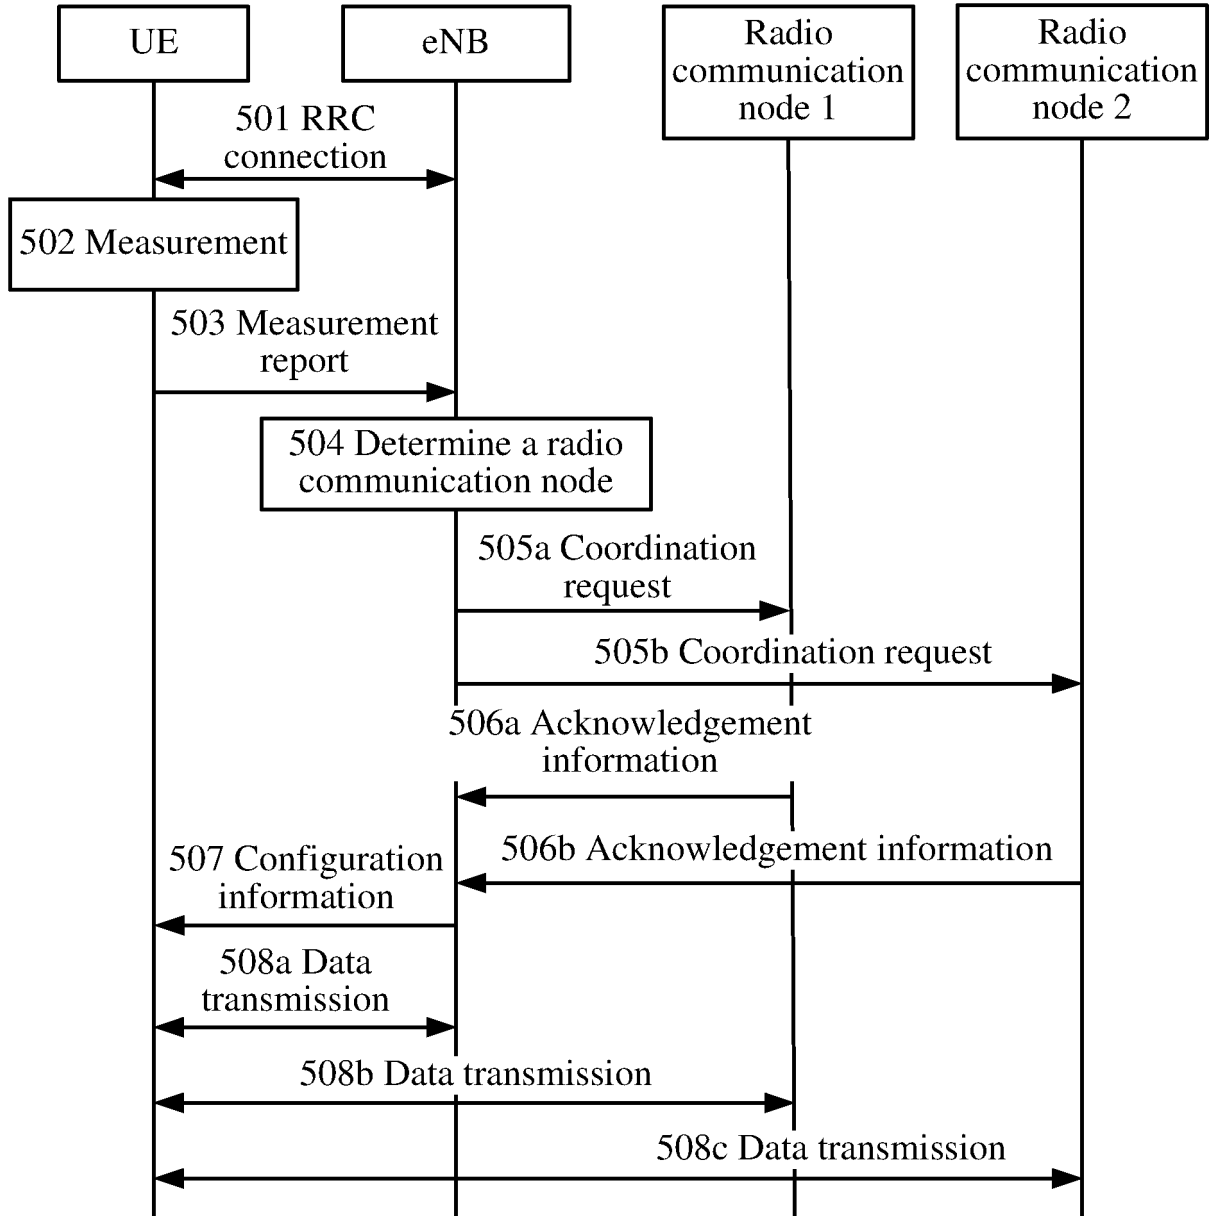 UE
eNB
Radio
communication
node 1
Radio
communication
node 2
501 RRC
connection
502 Measurement
503 Measurement
report
504 Determine a radio
communication node
505a Coordination
request
505b Coordination request
506a Acknowledgement
information
506b Acknowledgement information
507 Configuration
information
508a Data
transmission
508b Data transmission
508c Data transmission